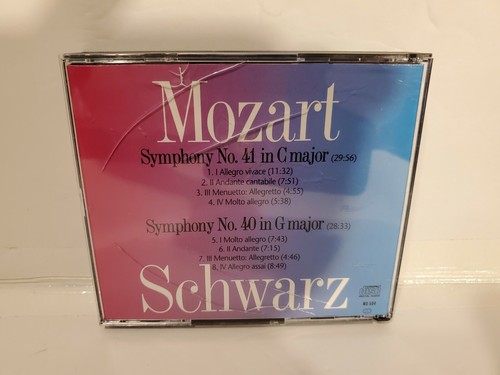 Mozart
Symphony No. 41 in C major (29:56)
1. I Allegro vivace (11:32)
2. II Andante cantabile (7:51)
3. III Menuetto: Allegretto (4:35)
4. IV Molto allegro (5:38)
Symphony No. 40 in G major (28:33)
5. I Molto allegro (7:43)
6. II Andante (7:15)
7. III Menuetto: Allegretto (4:46)
8. IV Allegro assai (8:49)
Schwarz